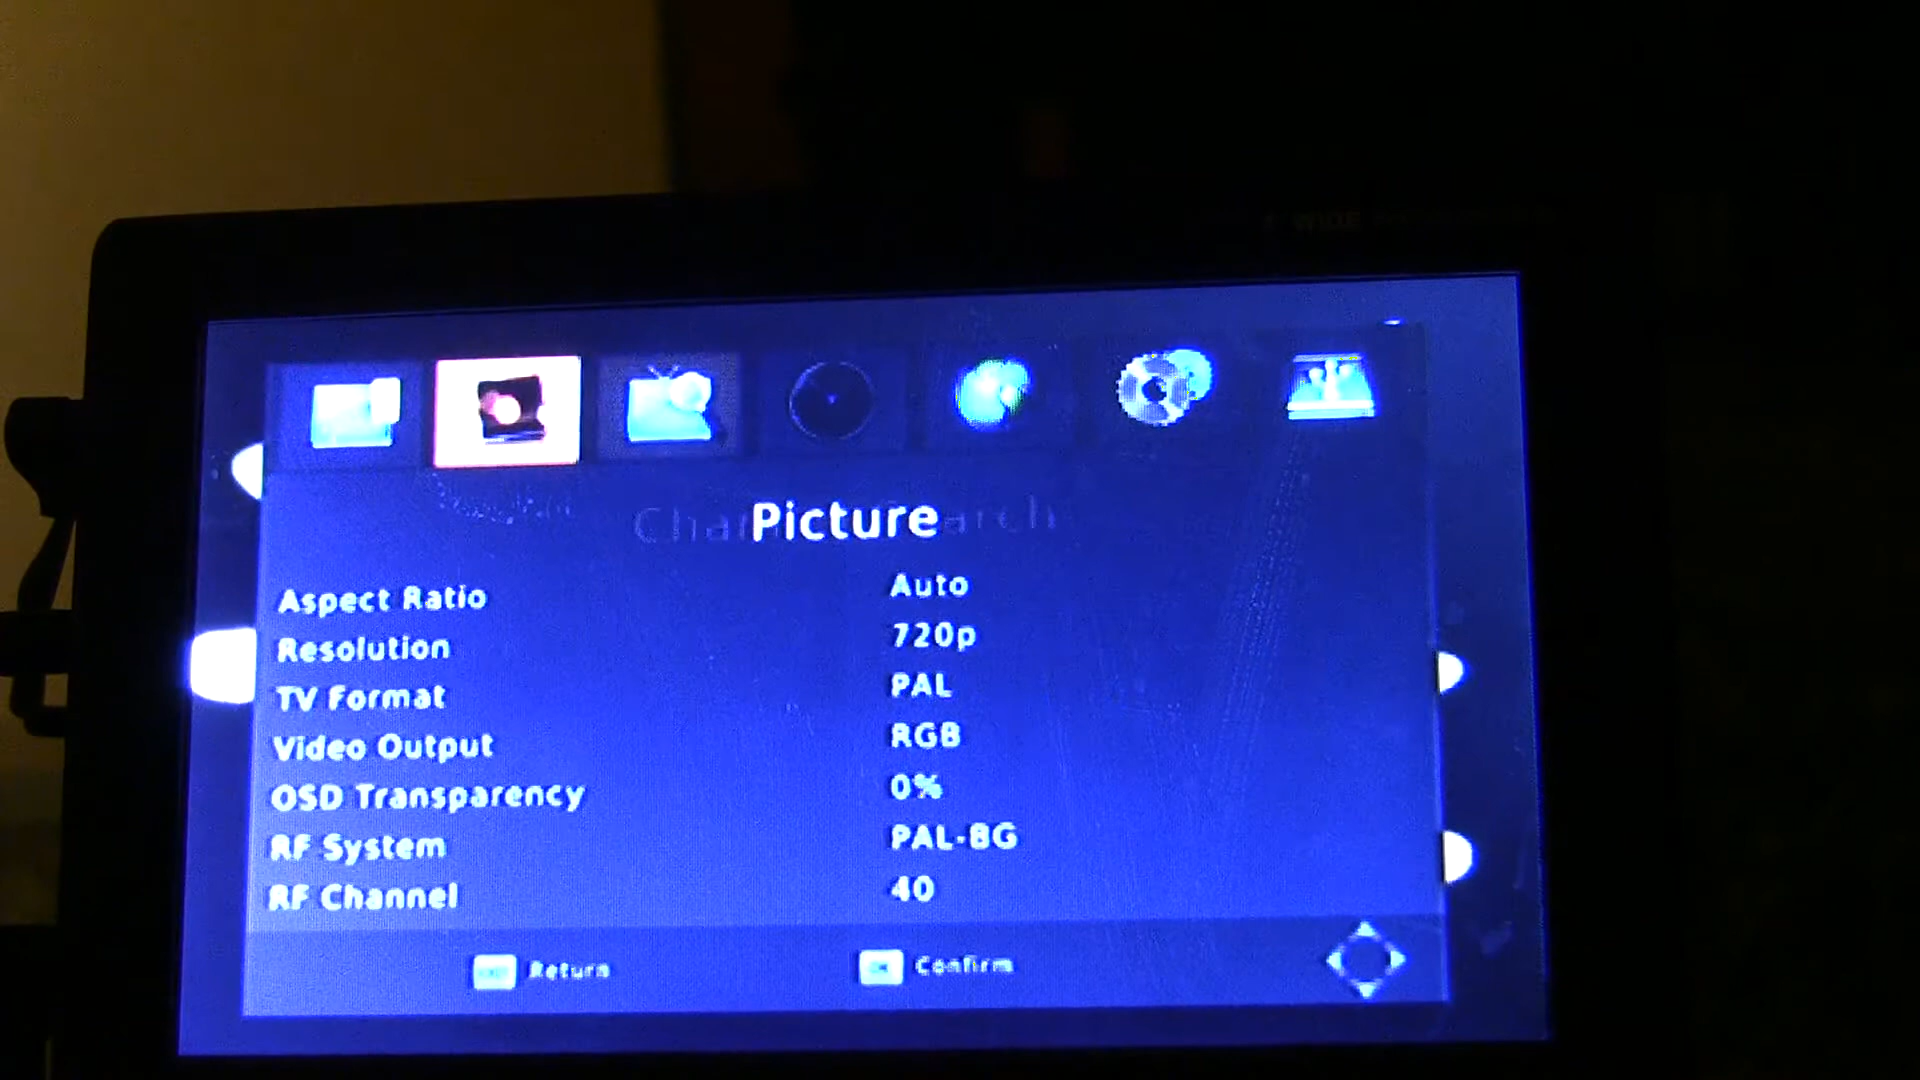 WIDE
Picture
Aspect Ratio Auto
Resolution 720p
TV Format PAL
Video Output RGB
OSD Transparency 0%
RF System PAL-BG
RF Channel 40
Return Confirm